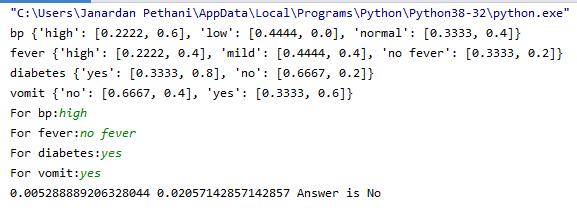 "C:\Users\Janardan Pethani\AppData\Local\Programs\Python\Python38-32\python.exe"
bp {'high': [0.2222, 0.6], 'low': [0.4444, 0.0], 'normal': [0.3333, 0.4]}
fever {'high': [0.2222, 0.4], 'mild': [0.4444, 0.4], 'no fever': [0.3333, 0.2]}
diabetes {'yes': [0.3333, 0.8], 'no': [0.6667, 0.2]}
vomit {'no': [0.6667, 0.4], 'yes': [0.3333, 0.6]}
For bp:high
For fever:no fever
For diabetes:yes
For vomit:yes
0.005288889206328044 0.02057142857142857 Answer is No